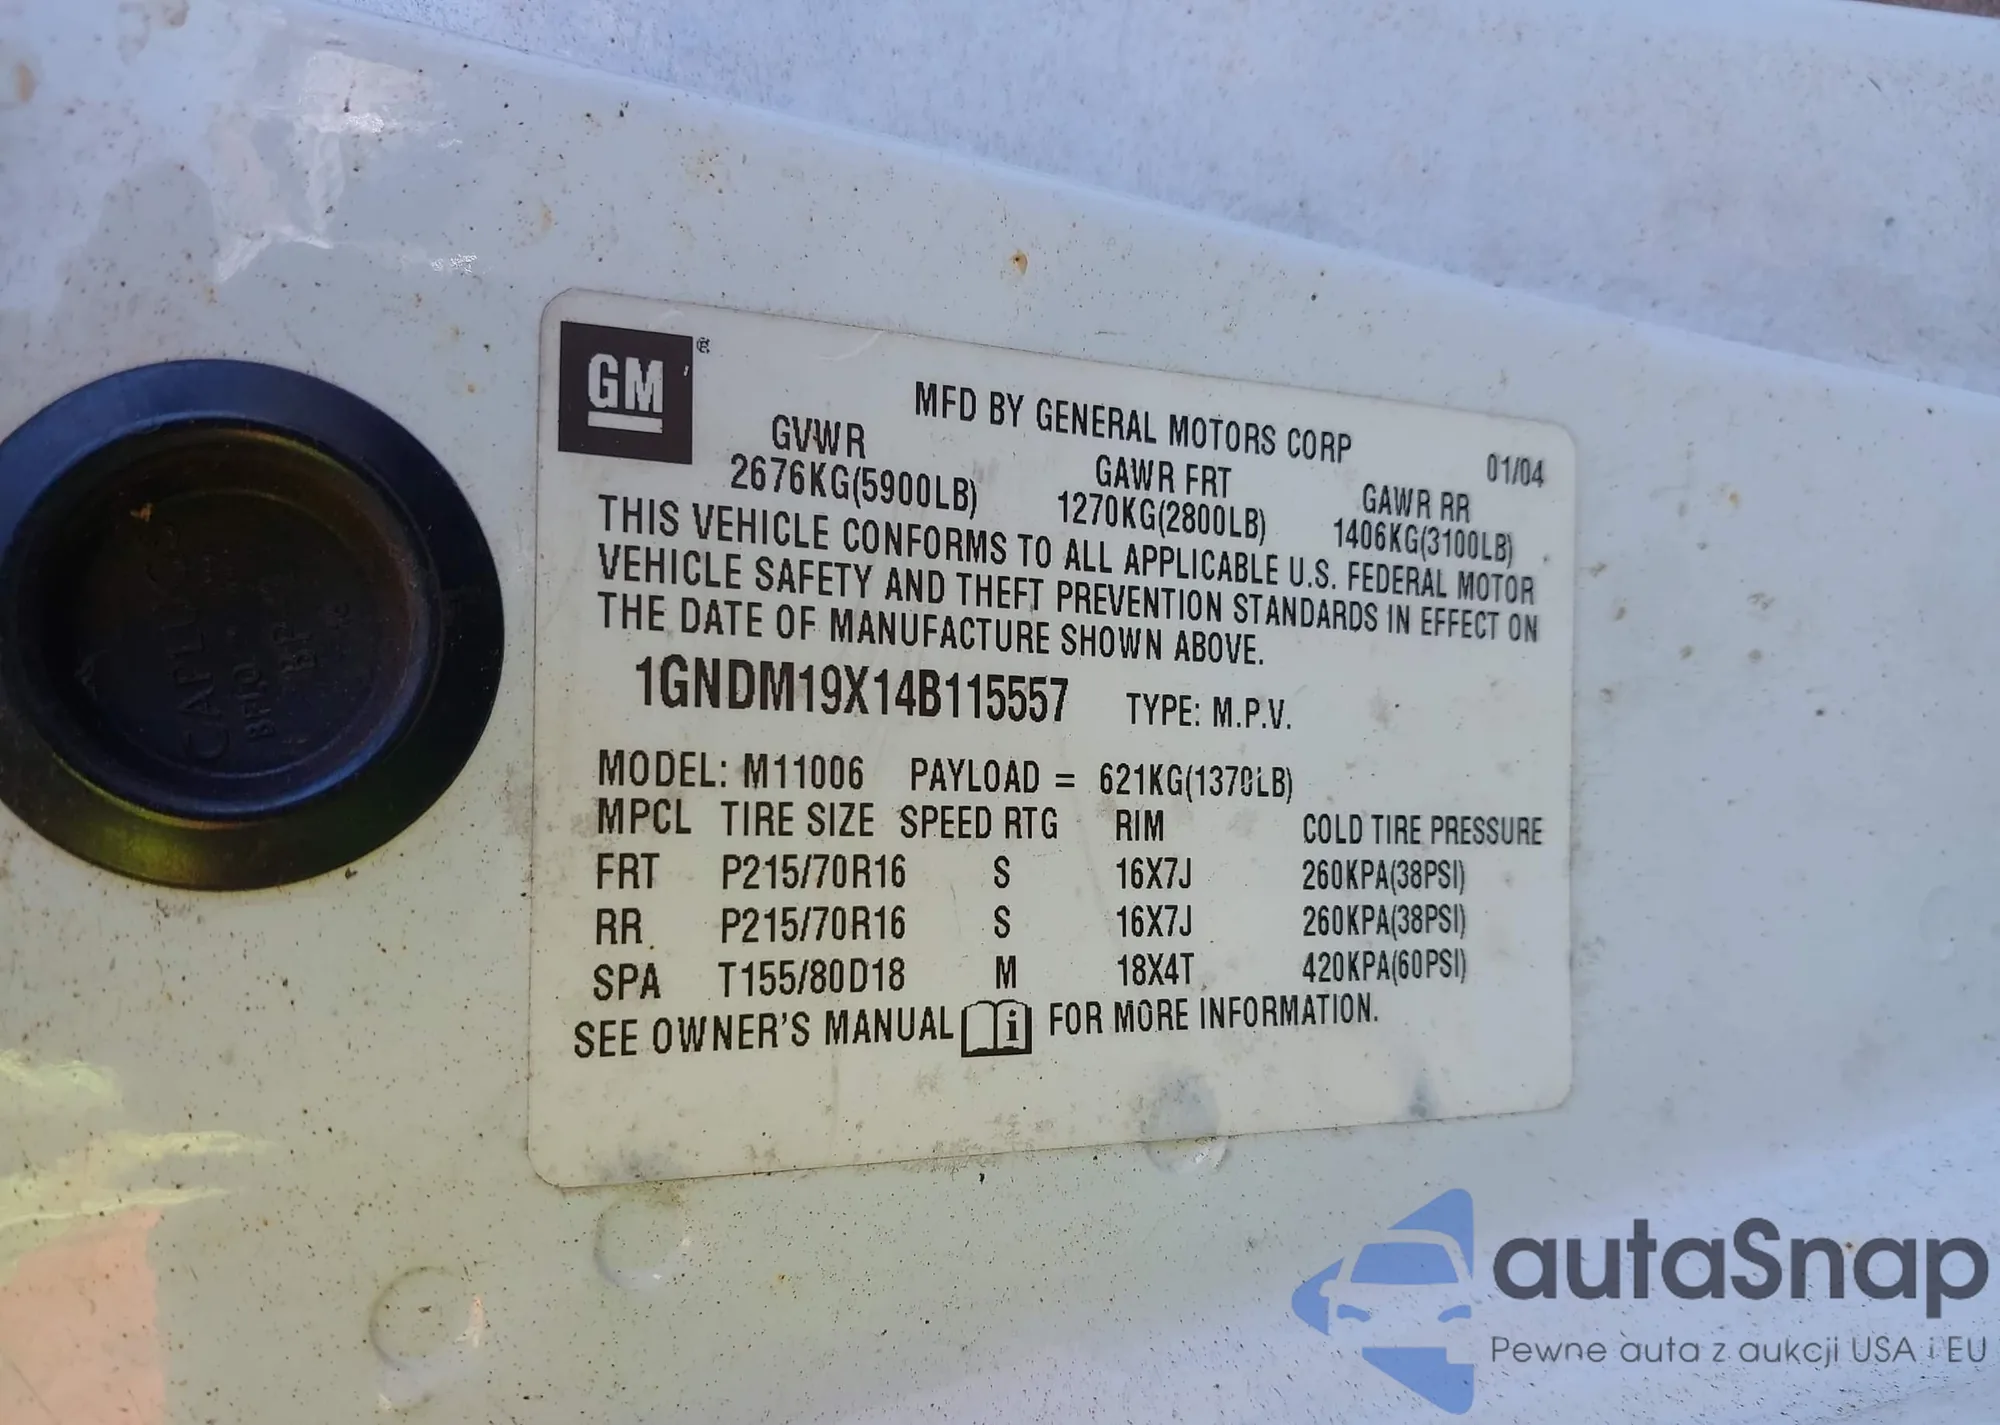 GM
MFD BY GENERAL MOTORS CORP
01/04
GVWR
GAWR FRT
GAWR RR
2676KG(5900LB)
1270KG(2800LB)
1406KG(3100LB)
THIS VEHICLE CONFORMS TO ALL APPLICABLE U.S. FEDERAL MOTOR
VEHICLE SAFETY AND THEFT PREVENTION STANDARDS IN EFFECT ON
THE DATE OF MANUFACTURE SHOWN ABOVE.
1GNDM19X14B115557 TYPE: M.P.V.
MODEL: M11006 PAYLOAD = 621KG(1370LB)
MPCL TIRE SIZE SPEED RTG RIM COLD TIRE PRESSURE
FRT P215/70R16 S 16X7J 260KPA(38PSI)
RR P215/70R16 S 16X7J 260KPA(38PSI)
SPA T155/80D18 M 18X4T 420KPA(60PSI)
SEE OWNER'S MANUAL i FOR MORE INFORMATION.
CAPLUG
autaSnap
Pewne auta z aukcji USA i EU